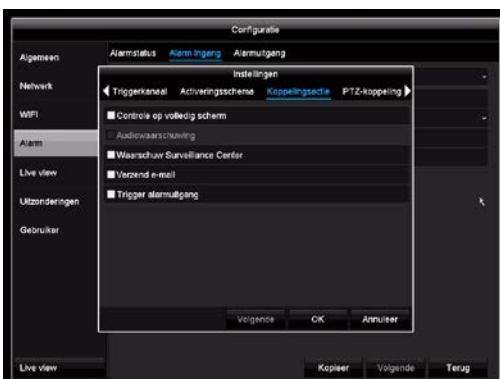 Configuratie
Algemeen
Netwerk
WIFI
Alarm
Live view
Uitzonderingen
Gebruiker
Alarmstatus Alarm Ingang Alarmuitgang
Instellingen
Triggerkanaal Activeringsschema Koppelingsactie PTZ-koppeling
Controle op volledig scherm
Audiowaarschuwing
Waarschuw Surveillance Center
Verzend e-mail
Trigger alarmuitgang
Volgende OK Annuleer
Live view
Kopieer Volgende Terug